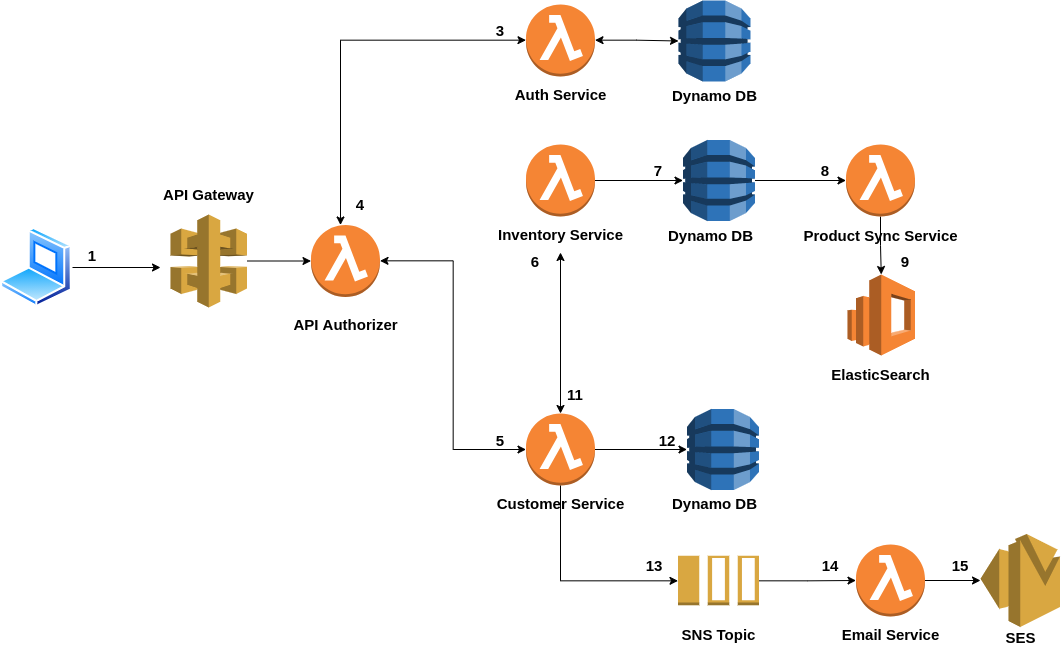 3
Auth Service
Dynamo DB
7
8
API Gateway
4
Inventory Service
Dynamo DB
Product Sync Service
1
6
9
API Authorizer
ElasticSearch
11
5
12
Customer Service
Dynamo DB
13
14
15
SNS Topic
Email Service
SES